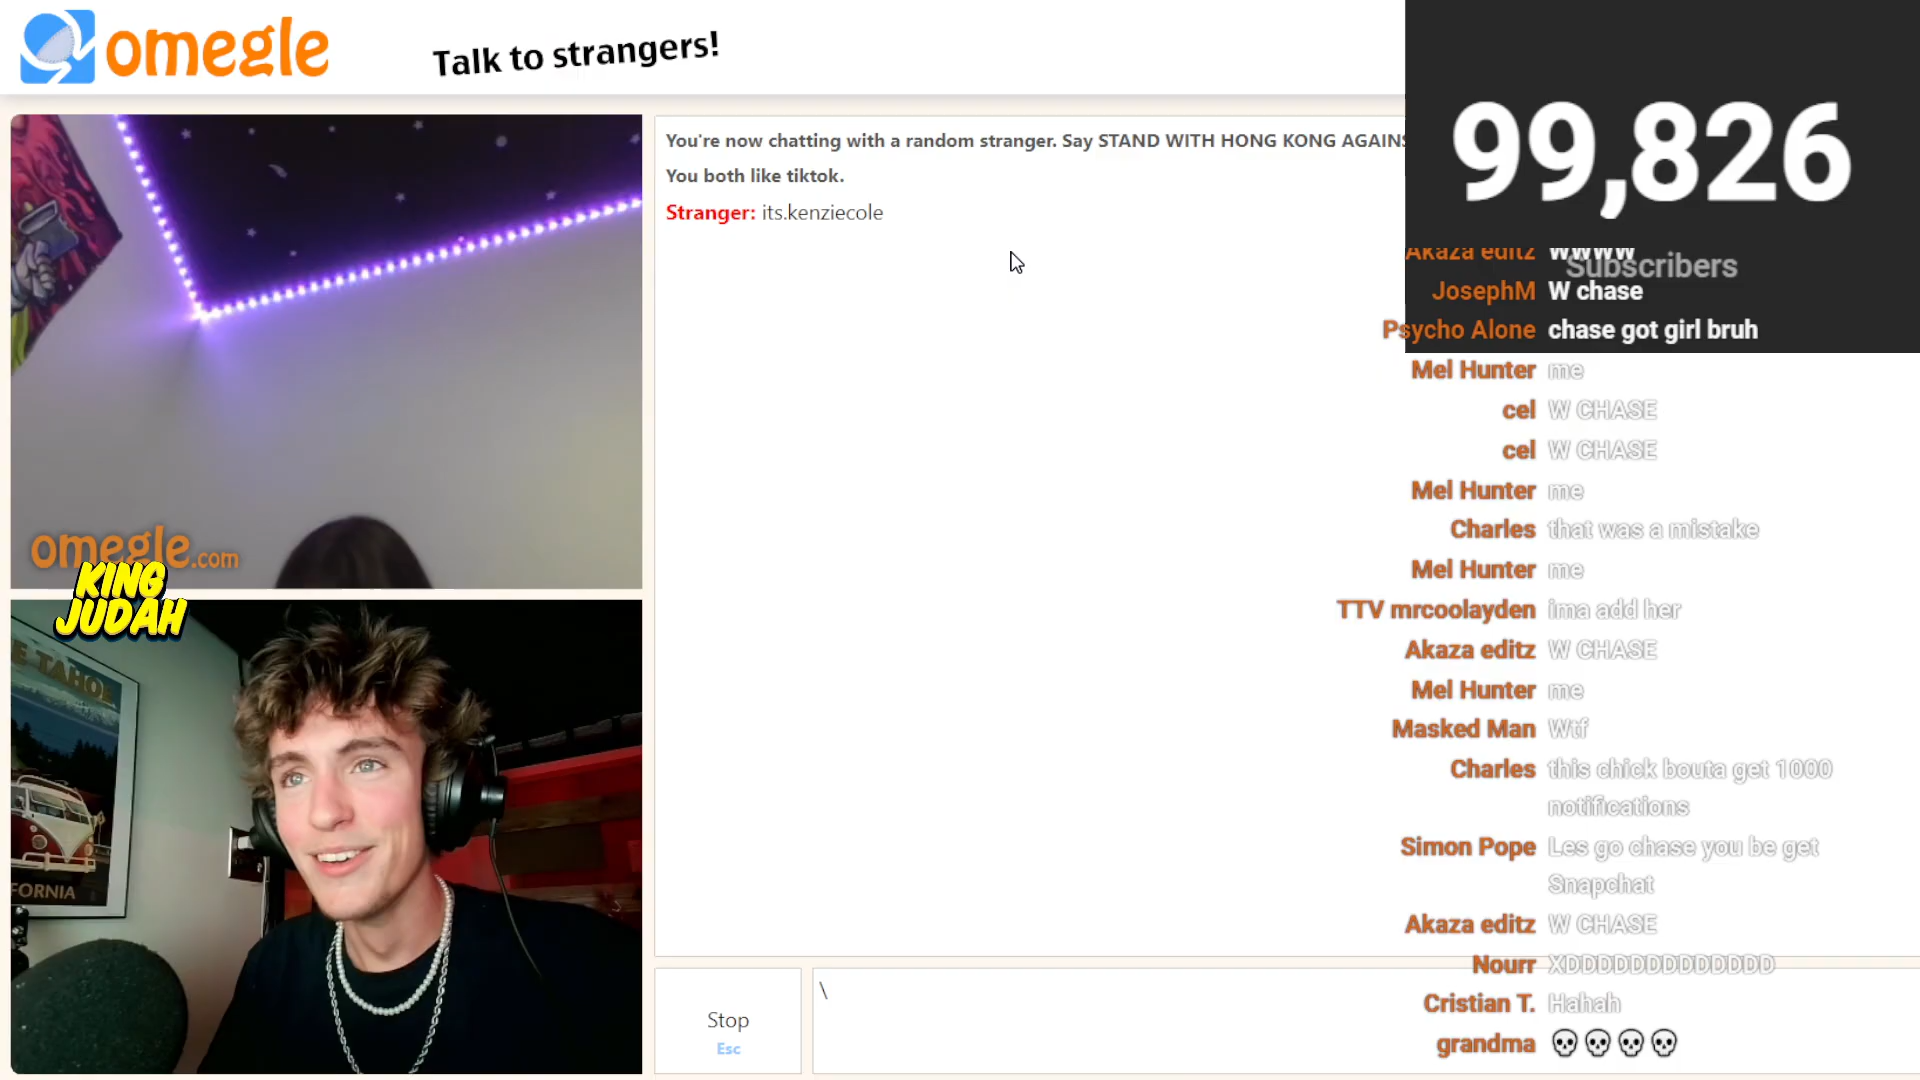 omegle
Talk to strangers!
99,826
Subscribers
You're now chatting with a random stranger. Say STAND WITH HONG KONG AGAINS
You both like tiktok.
Stranger: its.kenziecole
omegle.com
KING
JUDAH
E TAHOE
FORNIA
Akaza editz WWWW
JosephM W chase
Psycho Alone chase got girl bruh
Mel Hunter me
cel W CHASE
cel W CHASE
Mel Hunter me
Charles that was a mistake
Mel Hunter me
TTV mrcoolayden ima add her
Akaza editz W CHASE
Mel Hunter me
Masked Man Wtf
Charles this chick bouta get 1000
notifications
Simon Pope Les go chase you be get
Snapchat
Akaza editz W CHASE
Nourr XDDDDDDDDDDDDD
Cristian T. Hahah
grandma 💀💀💀💀
Stop
Esc
\